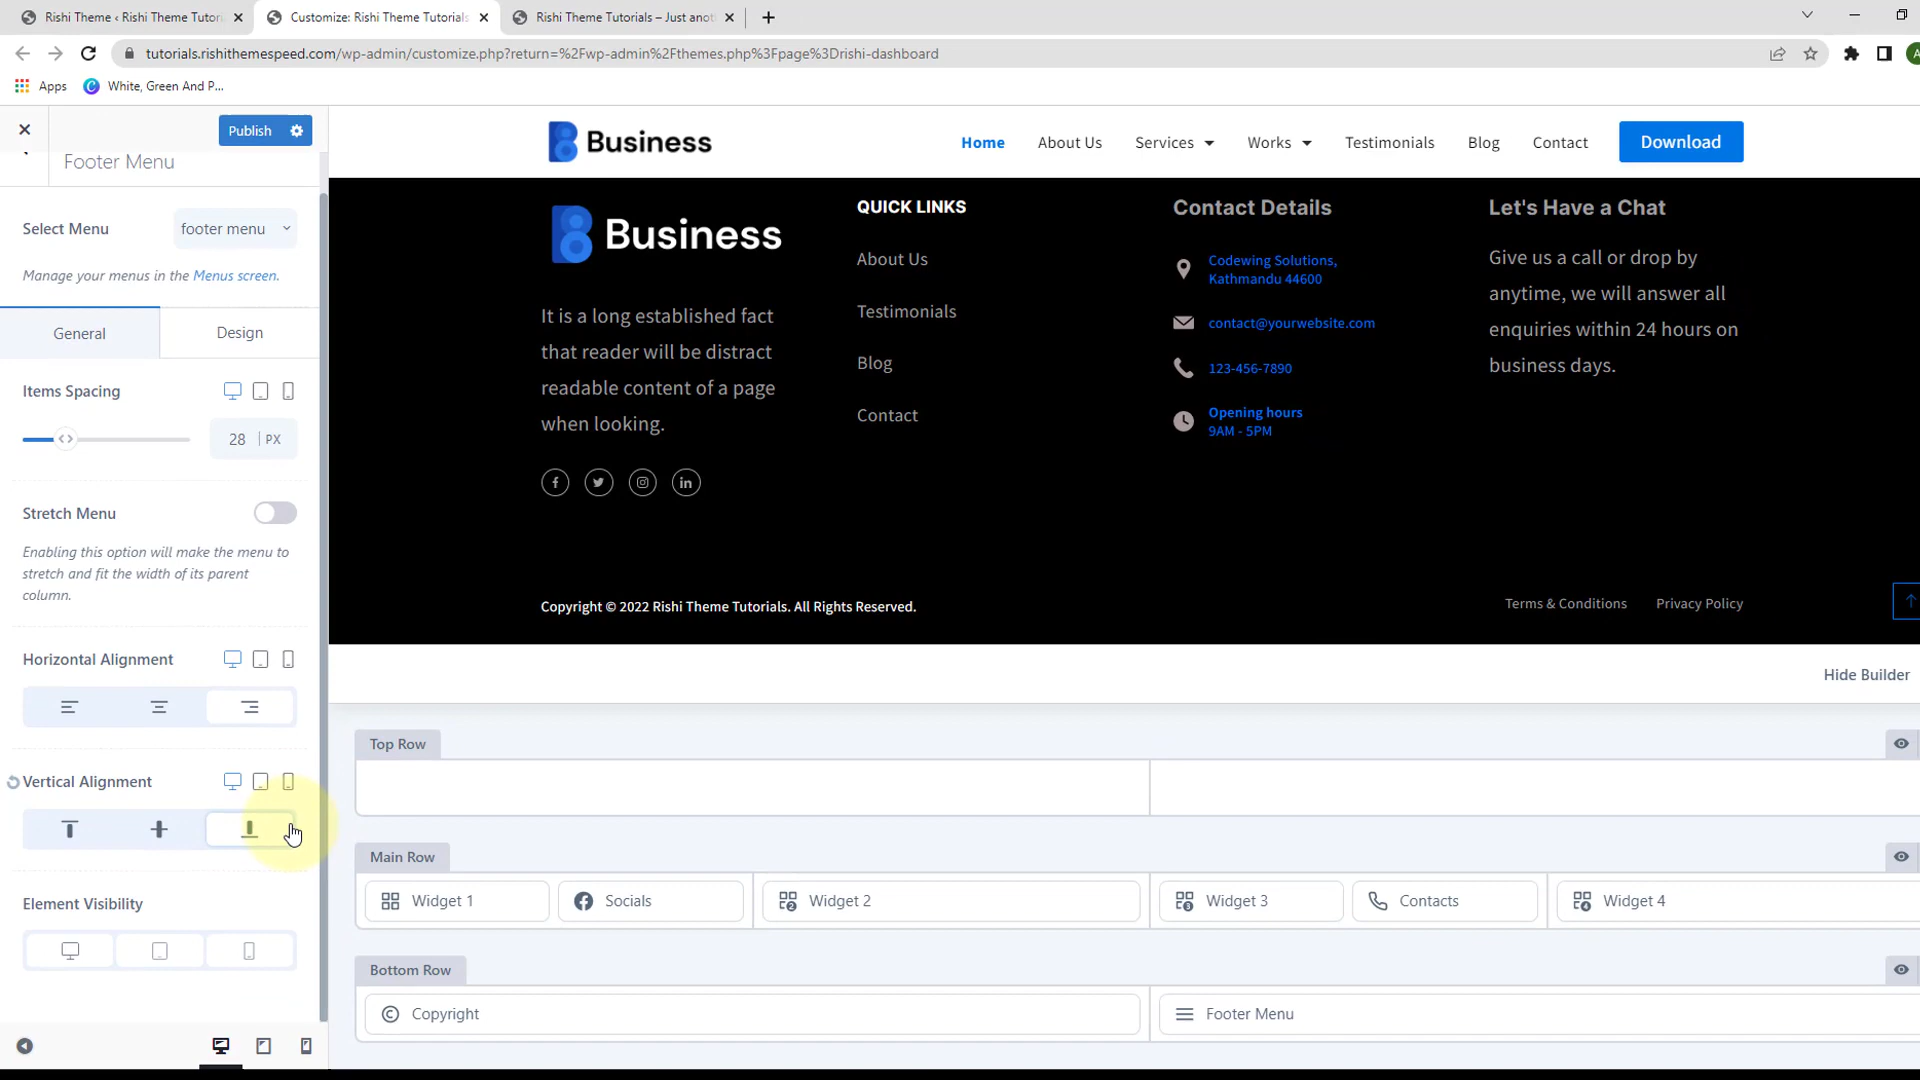 Rishi Theme ‹ Rishi Theme Tutori
Customize: Rishi Theme Tutorials
Rishi Theme Tutorials – Just anot
tutorials.rishithemespeed.com/wp-admin/customize.php?return=%2Fwp-admin%2Fthemes.php%3Fpage%3Drishi-dashboard
A
Apps
White, Green And P...
Publish
Footer Menu
Select Menu
footer menu
Manage your menus in the Menus screen.
General
Design
Items Spacing
28
PX
Stretch Menu
Enabling this option will make the menu to
stretch and fit the width of its parent
column.
Horizontal Alignment
Vertical Alignment
Element Visibility
Business
Home
About Us
Services
Works
Testimonials
Blog
Contact
Download
Business
It is a long established fact
that reader will be distract
readable content of a page
when looking.
QUICK LINKS
About Us
Testimonials
Blog
Contact
Contact Details
Codewing Solutions,
Kathmandu 44600
contact@yourwebsite.com
123-456-7890
Opening hours
9AM - 5PM
Let's Have a Chat
Give us a call or drop by
anytime, we will answer all
enquiries within 24 hours on
business days.
Copyright © 2022 Rishi Theme Tutorials. All Rights Reserved.
Terms & Conditions
Privacy Policy
Hide Builder
Top Row
Main Row
Widget 1
Socials
Widget 2
Widget 3
Contacts
Widget 4
Bottom Row
Copyright
Footer Menu